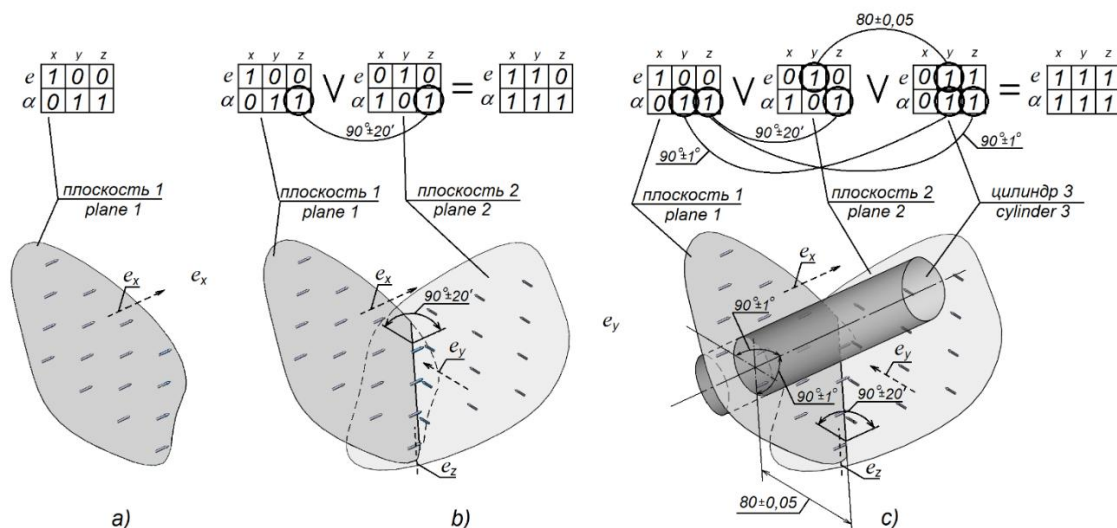 x y z
e 1 0 0
α 0 1 1
плоскость 1
plane 1
eₓ
eₓ
a)
x y z x y z x y z
e 1 0 0 ∨ e 0 1 0 = e 1 1 0
α 0 1 1 α 1 0 1 α 1 1 1
90°±20'
плоскость 1
plane 1
плоскость 2
plane 2
eₓ
90°±20'
e_y
e_z
b)
80±0,05
x y z x y z x y z x y z
e 1 0 0 ∨ e 0 1 0 ∨ e 0 1 1 = e 1 1 1
α 0 1 1 α 1 0 1 α 0 1 1 α 1 1 1
90°±20'
90°±1°
90°±1°
плоскость 1
plane 1
плоскость 2
plane 2
цилиндр 3
cylinder 3
eₓ
e_y
90°±1°
e_y
90°±1°
90°±20'
e_z
80±0,05
c)